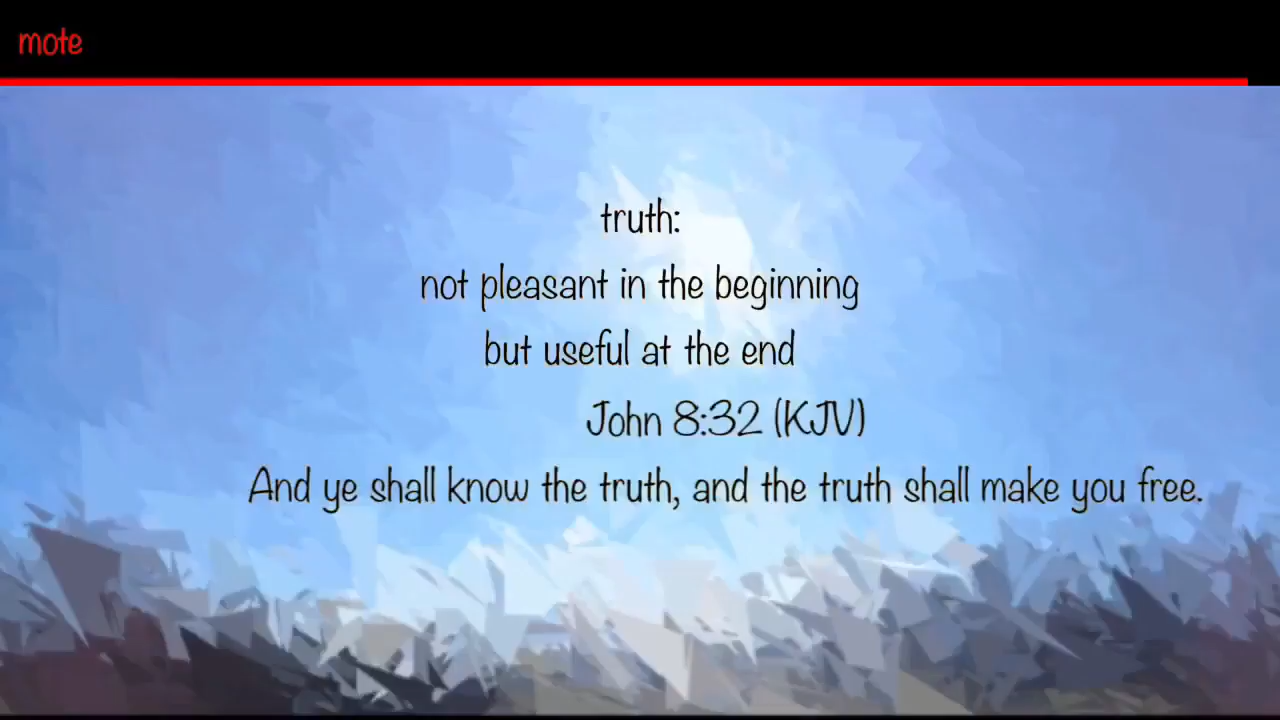 mote
truth:
not pleasant in the beginning
but useful at the end
John 8:32 (KJV)
And ye shall know the truth, and the truth shall make you free.